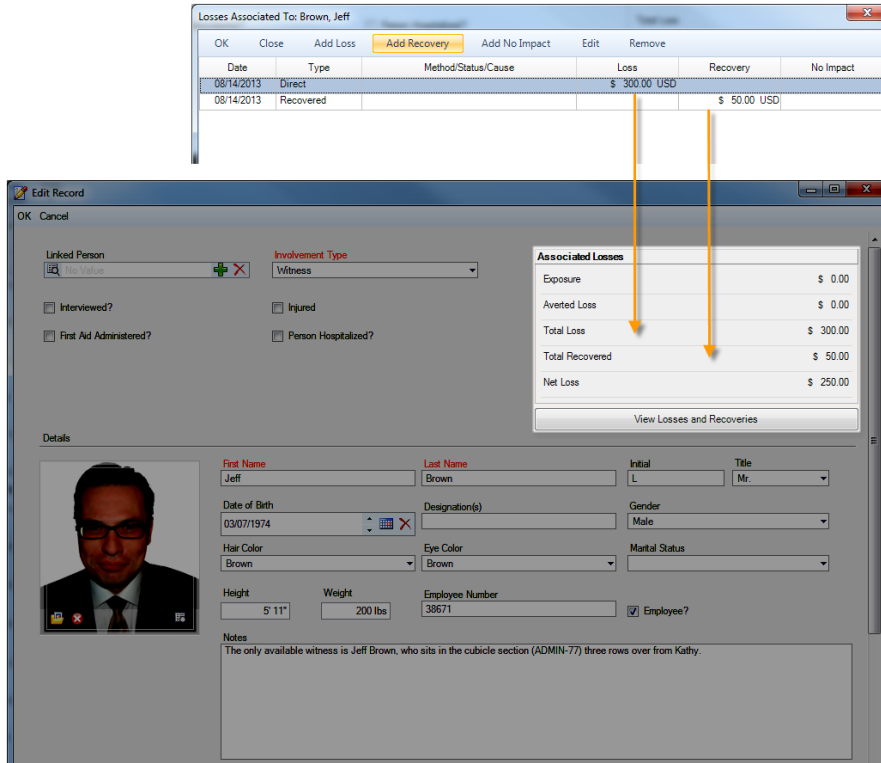 Losses Associated To: Brown, Jeff
OK Close Add Loss Add Recovery Add No Impact Edit Remove
Date Type Method/Status/Cause Loss Recovery No Impact
08/14/2013 Direct $ 300.00 USD
08/14/2013 Recovered $ 50.00 USD
Edit Record
OK Cancel
Linked Person Involvement Type
No Value Witness
Interviewed? Injured
First Aid Administered? Person Hospitalized?
Associated Losses
Exposure $ 0.00
Averted Loss $ 0.00
Total Loss $ 300.00
Total Recovered $ 50.00
Net Loss $ 250.00
View Losses and Recoveries
Details
First Name Last Name Initial Title
Jeff Brown L Mr.
Date of Birth Designation(s) Gender
03/07/1974 Male
Hair Color Eye Color Marital Status
Brown Brown
Height Weight Employee Number
5' 11" 200 lbs 38671 Employee?
Notes
The only available witness is Jeff Brown, who sits in the cubicle section (ADMIN-77) three rows over from Kathy.